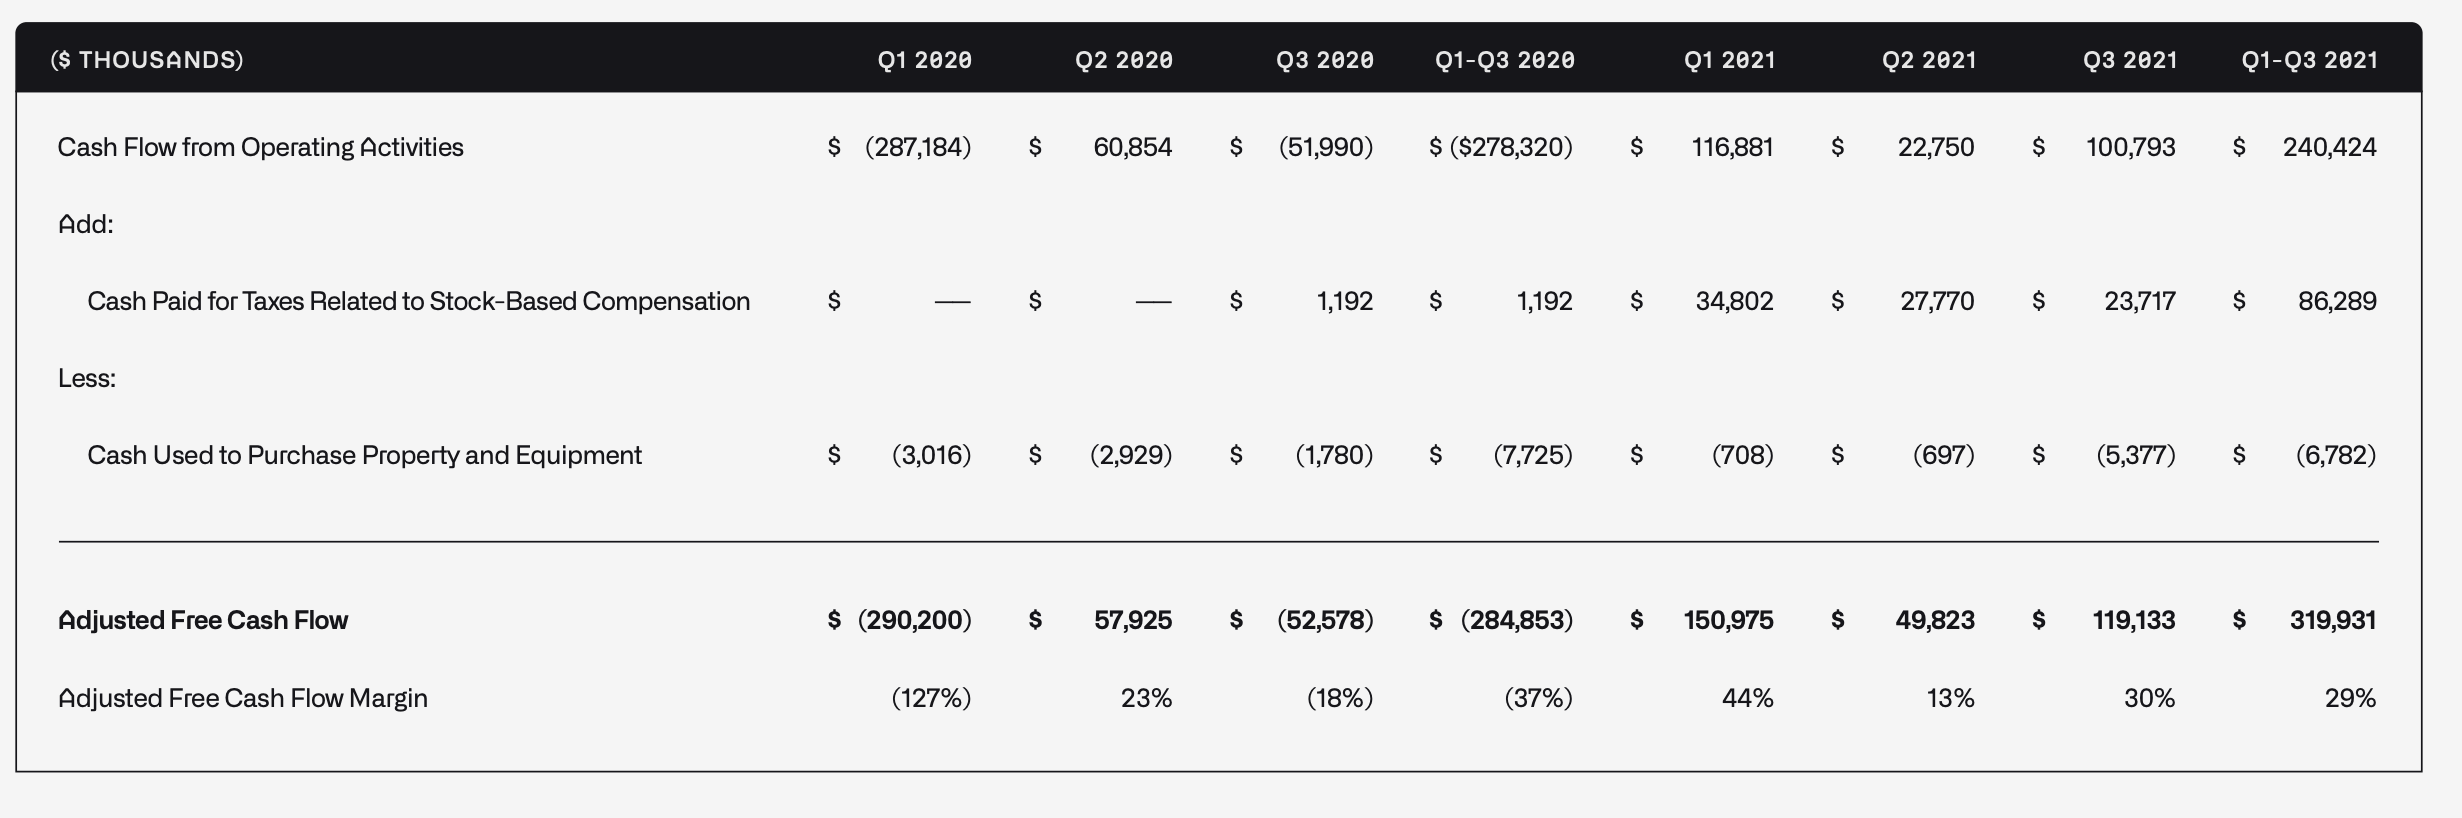 ($ THOUSANDS) Q1 2020 Q2 2020 Q3 2020 Q1-Q3 2020 Q1 2021 Q2 2021 Q3 2021 Q1-Q3 2021
Cash Flow from Operating Activities $ (287,184) $ 60,854 $ (51,990) $ ($278,320) $ 116,881 $ 22,750 $ 100,793 $ 240,424
Add:
Cash Paid for Taxes Related to Stock-Based Compensation $ — $ — $ 1,192 $ 1,192 $ 34,802 $ 27,770 $ 23,717 $ 86,289
Less:
Cash Used to Purchase Property and Equipment $ (3,016) $ (2,929) $ (1,780) $ (7,725) $ (708) $ (697) $ (5,377) $ (6,782)
Adjusted Free Cash Flow $ (290,200) $ 57,925 $ (52,578) $ (284,853) $ 150,975 $ 49,823 $ 119,133 $ 319,931
Adjusted Free Cash Flow Margin (127%) 23% (18%) (37%) 44% 13% 30% 29%